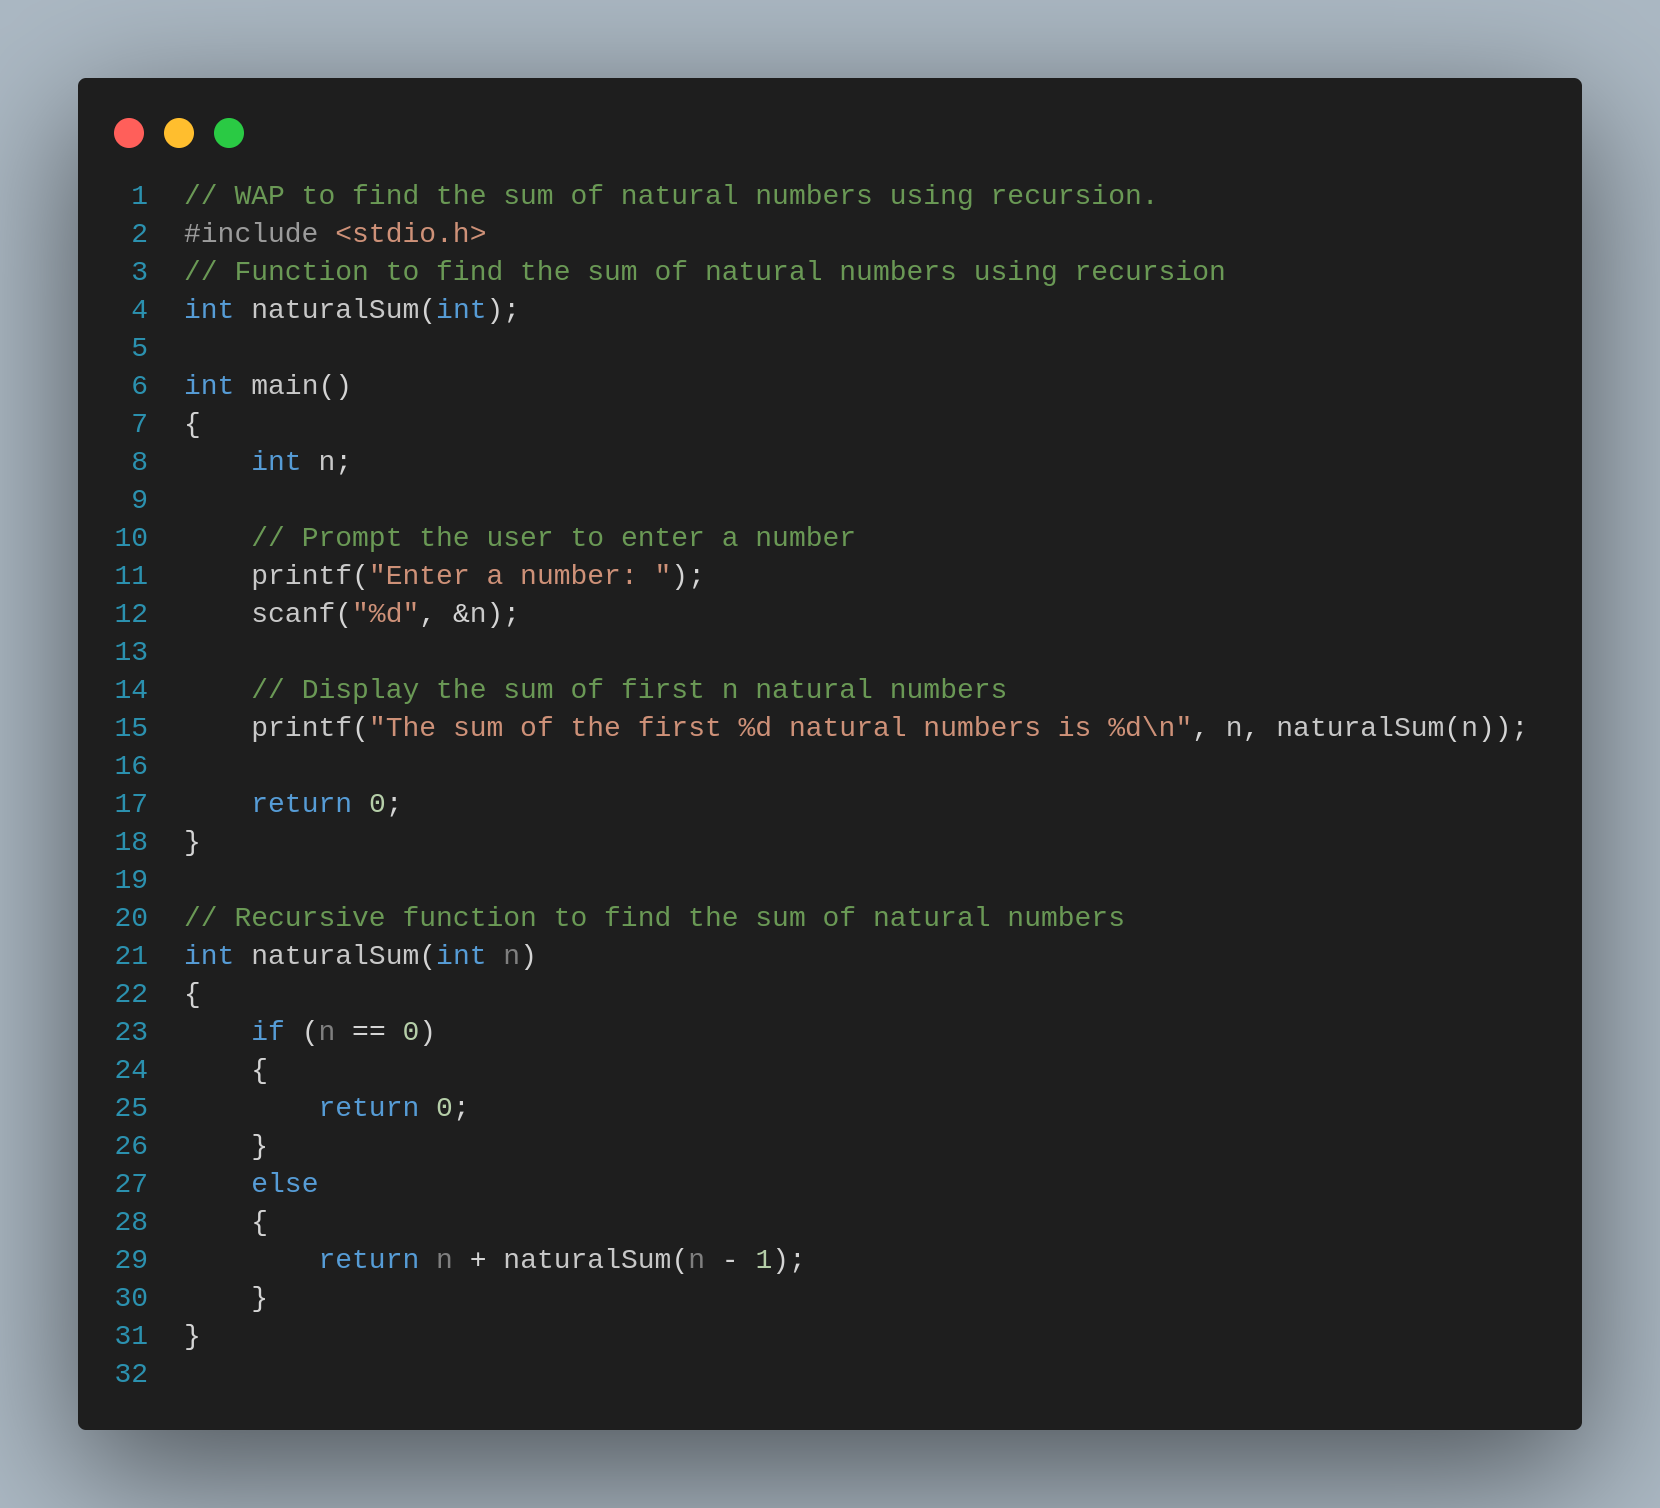 1 // WAP to find the sum of natural numbers using recursion.
2 #include <stdio.h>
3 // Function to find the sum of natural numbers using recursion
4 int naturalSum(int);
5
6 int main()
7 {
8     int n;
9
10     // Prompt the user to enter a number
11     printf("Enter a number: ");
12     scanf("%d", &n);
13
14     // Display the sum of first n natural numbers
15     printf("The sum of the first %d natural numbers is %d\n", n, naturalSum(n));
16
17     return 0;
18 }
19
20 // Recursive function to find the sum of natural numbers
21 int naturalSum(int n)
22 {
23     if (n == 0)
24     {
25         return 0;
26     }
27     else
28     {
29         return n + naturalSum(n - 1);
30     }
31 }
32